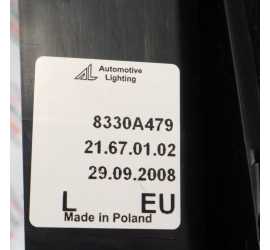 Automotive
Lighting
8330A479
21.67.01.02
29.09.2008
L EU
Made in Poland